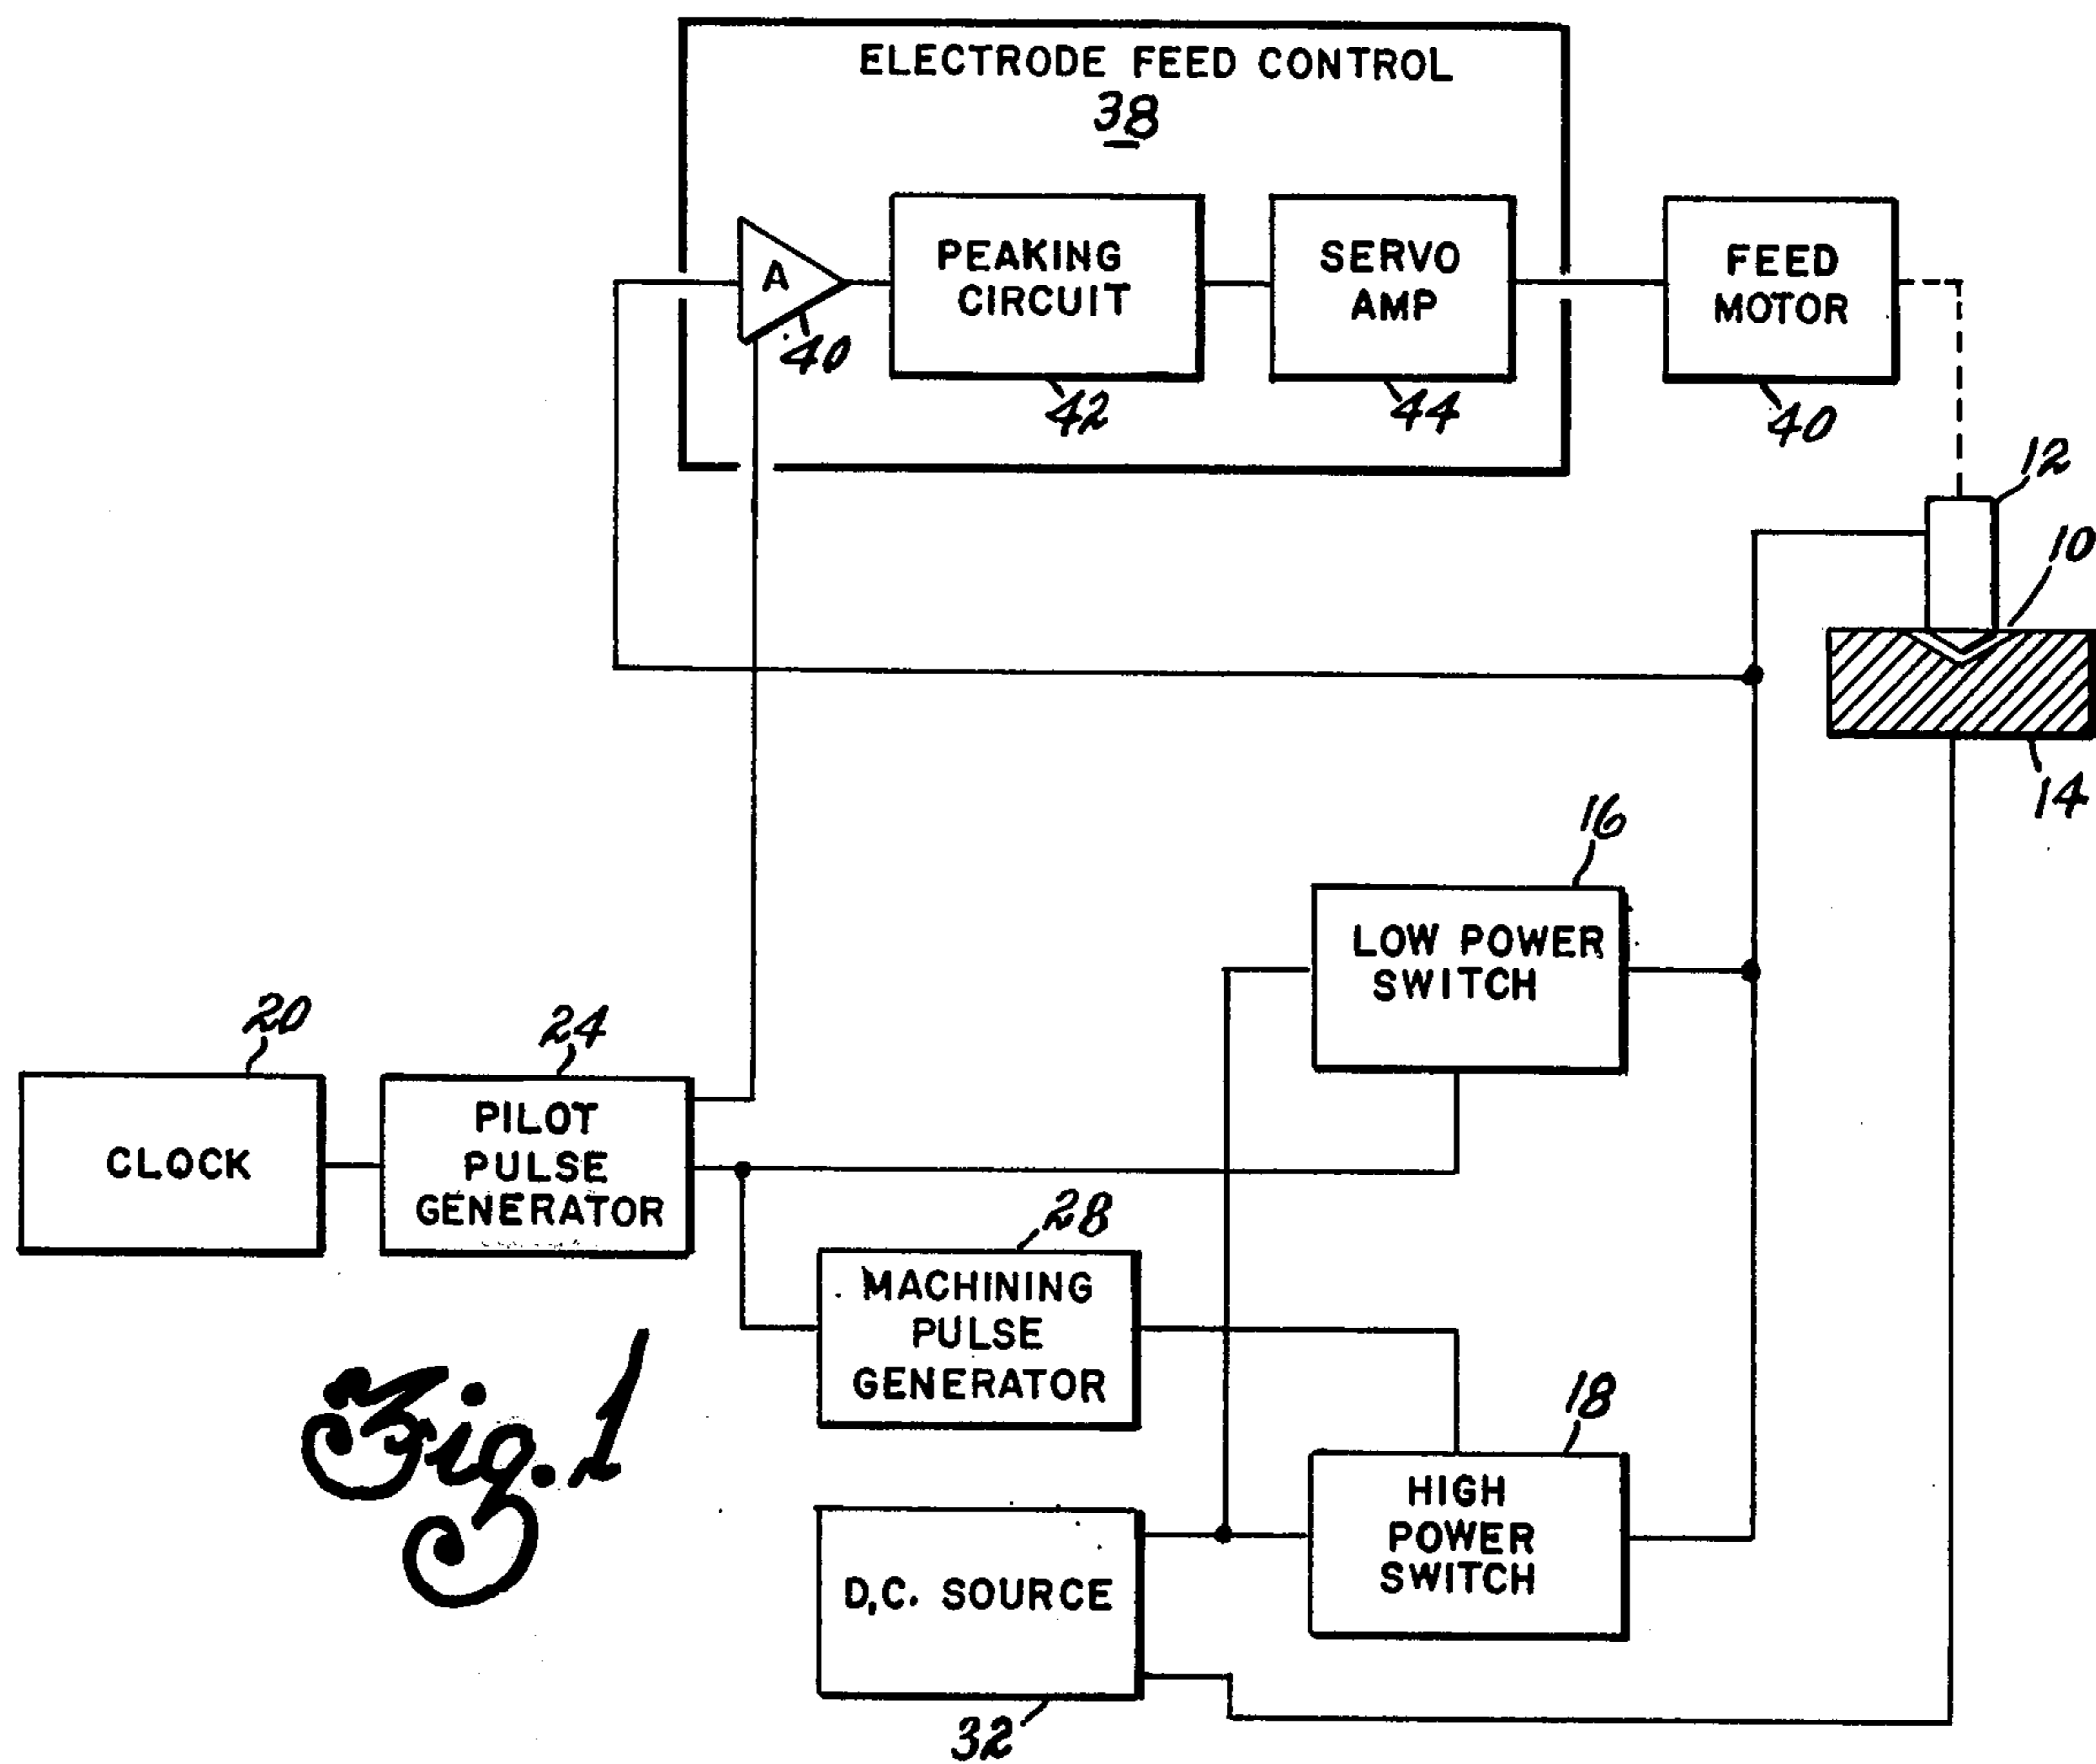 ELECTRODE FEED CONTROL
38
A
40
PEAKING
CIRCUIT
42
SERVO
AMP
44
FEED
MOTOR
40
12
10
14
16
LOW POWER
SWITCH
20
CLOCK
24
PILOT
PULSE
GENERATOR
28
MACHINING
PULSE
GENERATOR
18
HIGH
POWER
SWITCH
D.C. SOURCE
32
Fig. 1